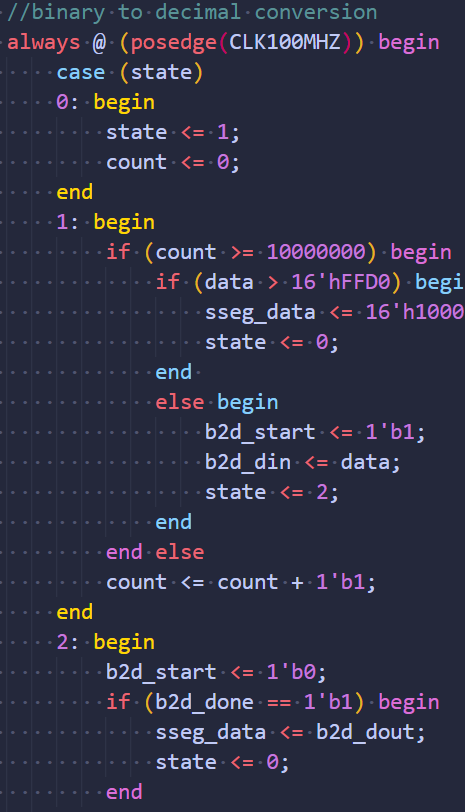 //binary to decimal conversion
always @ (posedge(CLK100MHZ)) begin
    case (state)
    0: begin
        state <= 1;
        count <= 0;
    end
    1: begin
        if (count >= 10000000) begin
            if (data > 16'hFFD0) begi
                sseg_data <= 16'h1000
                state <= 0;
            end
            else begin
                b2d_start <= 1'b1;
                b2d_din <= data;
                state <= 2;
            end
        end else
        count <= count + 1'b1;
    end
    2: begin
        b2d_start <= 1'b0;
        if (b2d_done == 1'b1) begin
            sseg_data <= b2d_dout;
            state <= 0;
        end